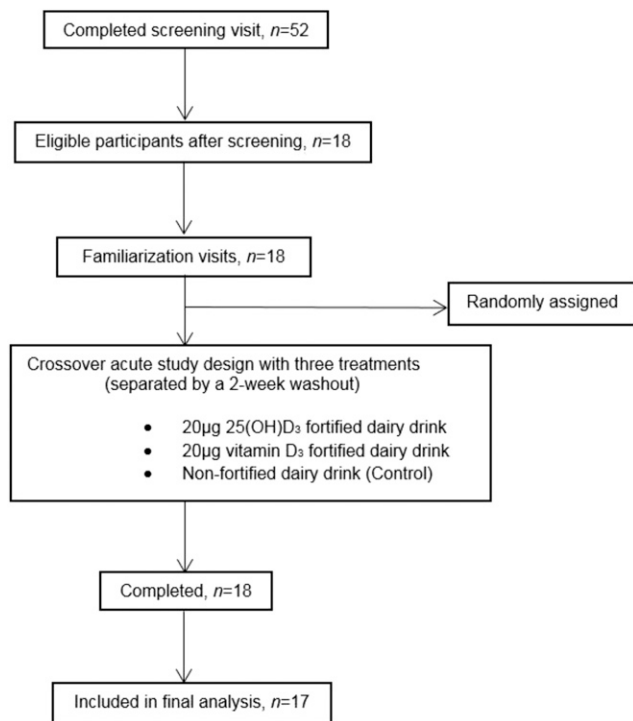 Completed screening visit, n=52
Eligible participants after screening, n=18
Familiarization visits, n=18
Randomly assigned
Crossover acute study design with three treatments
(separated by a 2-week washout)
• 20µg 25(OH)D₃ fortified dairy drink
• 20µg vitamin D₃ fortified dairy drink
• Non-fortified dairy drink (Control)
Completed, n=18
Included in final analysis, n=17